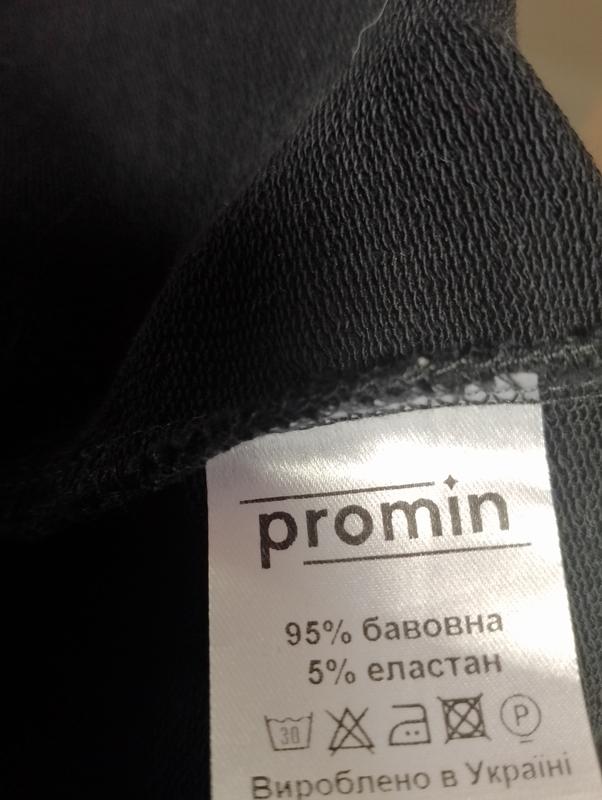 promin
95% бавовна
5% еластан
30 P
Вироблено в Україні